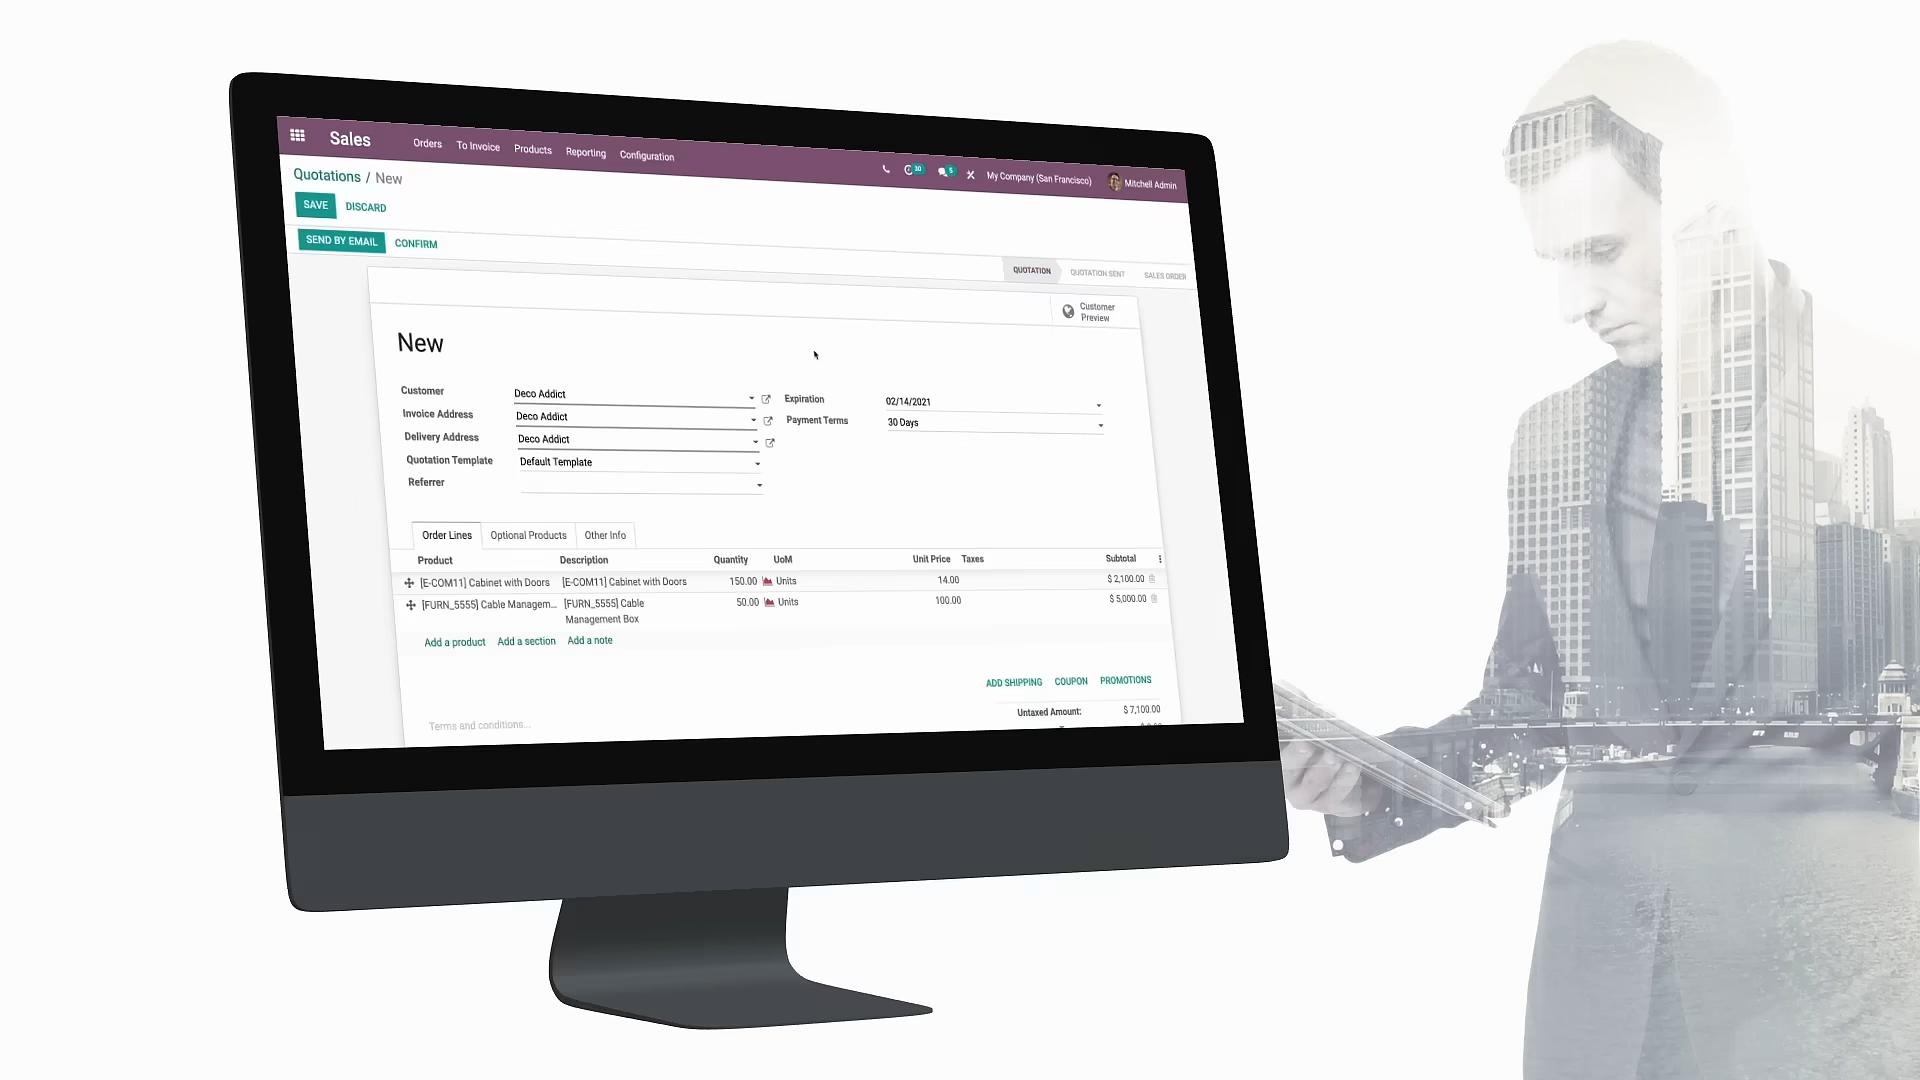 Sales
Orders To Invoice Products Reporting Configuration
30 5 My Company (San Francisco) Mitchell Admin
Quotations / New
SAVE DISCARD
SEND BY EMAIL CONFIRM
QUOTATION QUOTATION SENT SALES ORDER
Customer
Preview
New
Customer Deco Addict
Invoice Address Deco Addict
Delivery Address Deco Addict
Quotation Template Default Template
Referrer
Expiration 02/14/2021
Payment Terms 30 Days
Order Lines Optional Products Other Info
Product Description Quantity UoM Unit Price Taxes Subtotal
[E-COM11] Cabinet with Doors [E-COM11] Cabinet with Doors 150.00 Units 14.00 $ 2,100.00
[FURN_5555] Cable Managem... [FURN_5555] Cable 50.00 Units 100.00 $ 5,000.00
Management Box
Add a product Add a section Add a note
ADD SHIPPING COUPON PROMOTIONS
Untaxed Amount: $ 7,100.00
Terms and conditions...